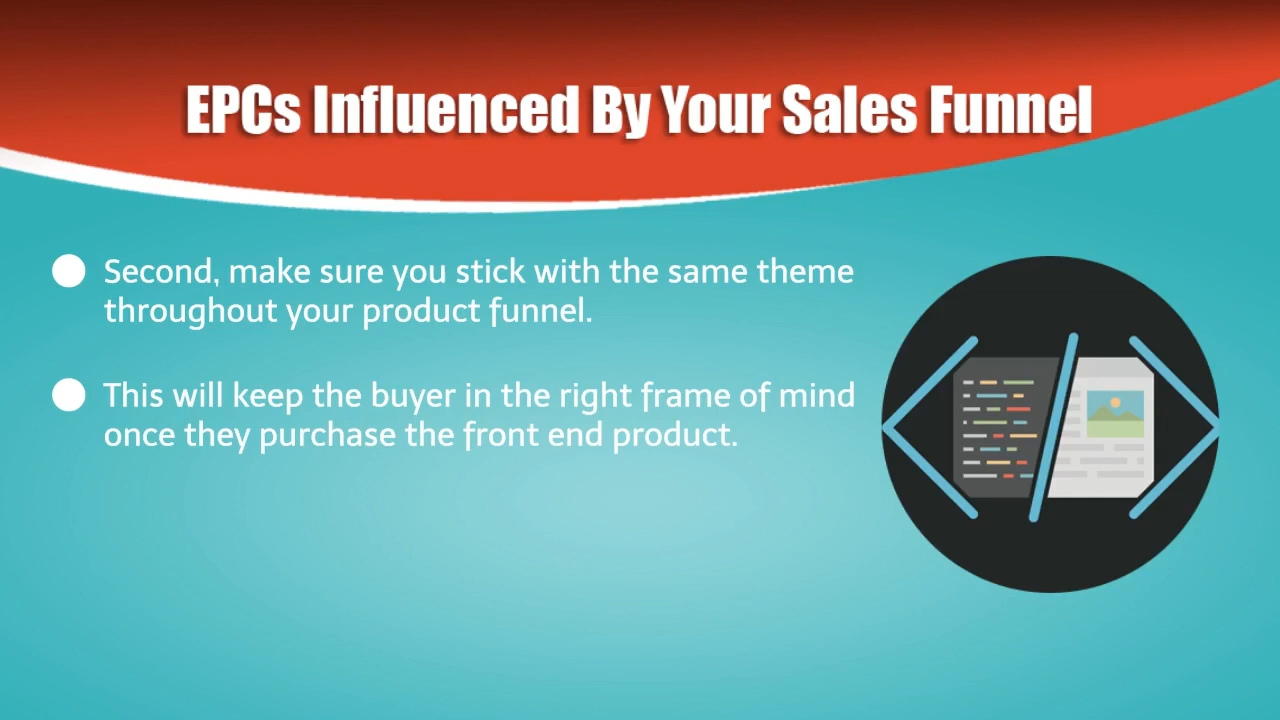 EPCs Influenced By Your Sales Funnel
Second, make sure you stick with the same theme
throughout your product funnel.
This will keep the buyer in the right frame of mind
once they purchase the front end product.